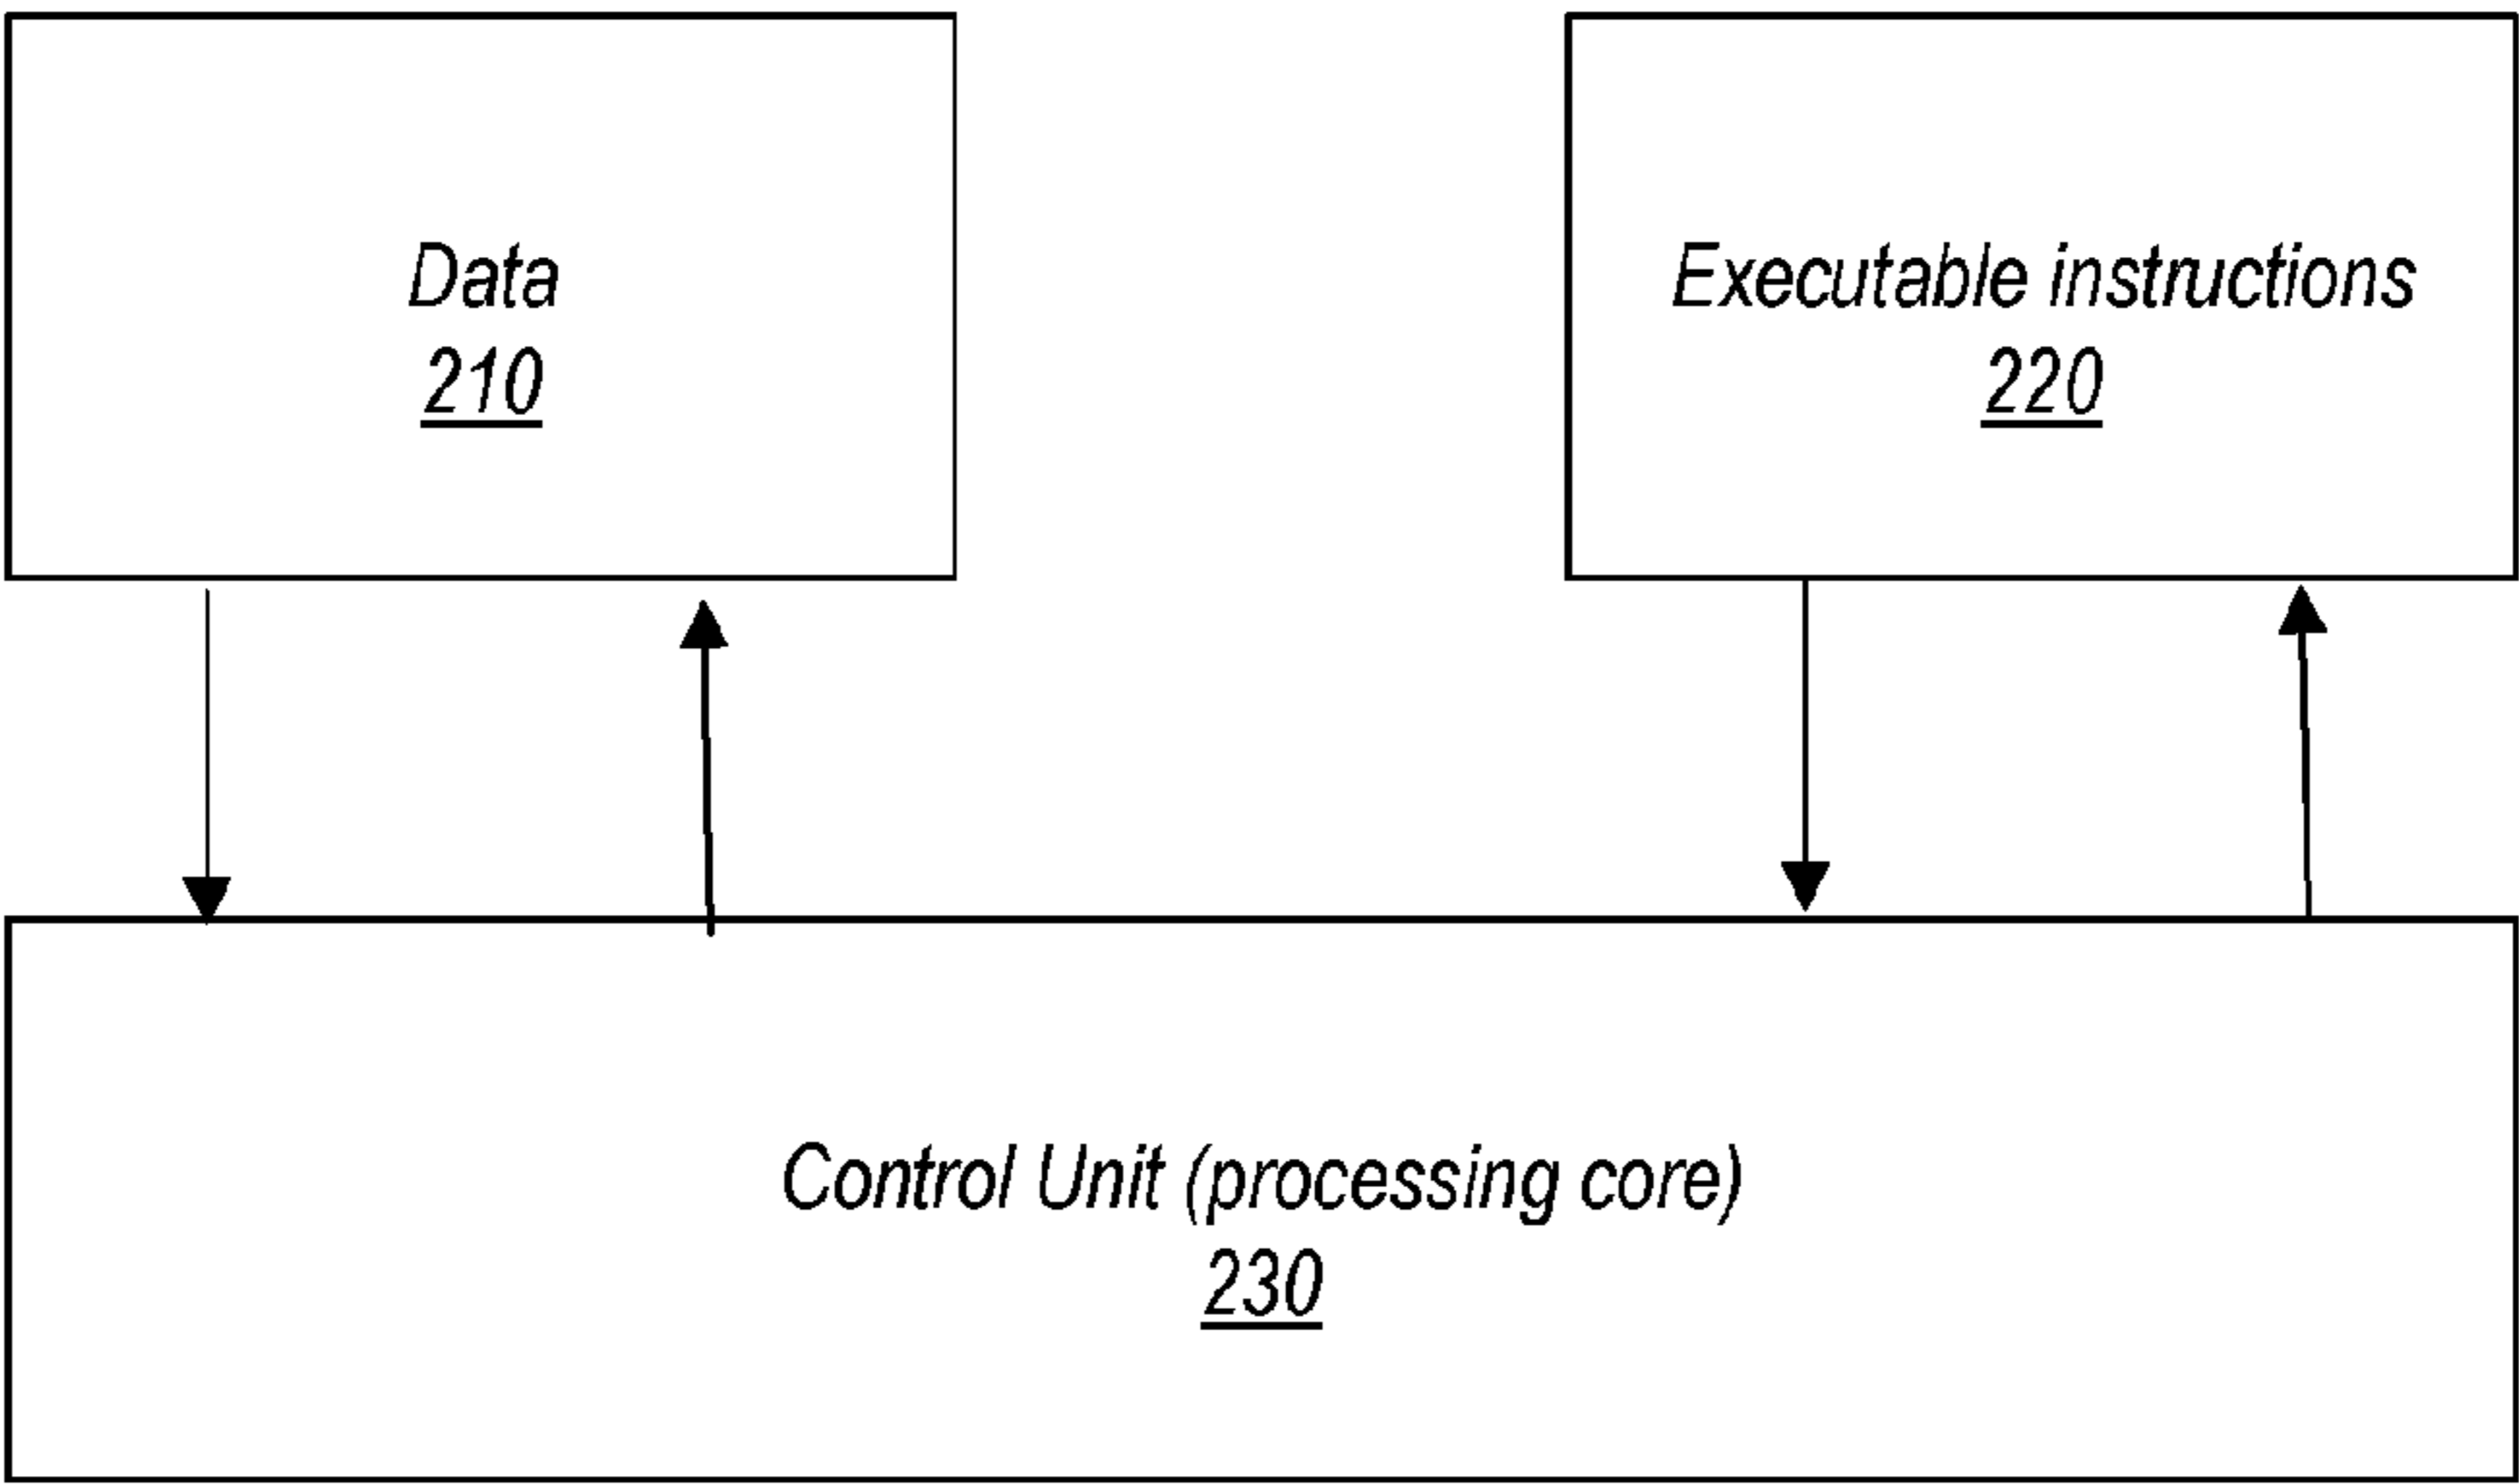 Data
210
Executable instructions
220
Control Unit (processing core)
230